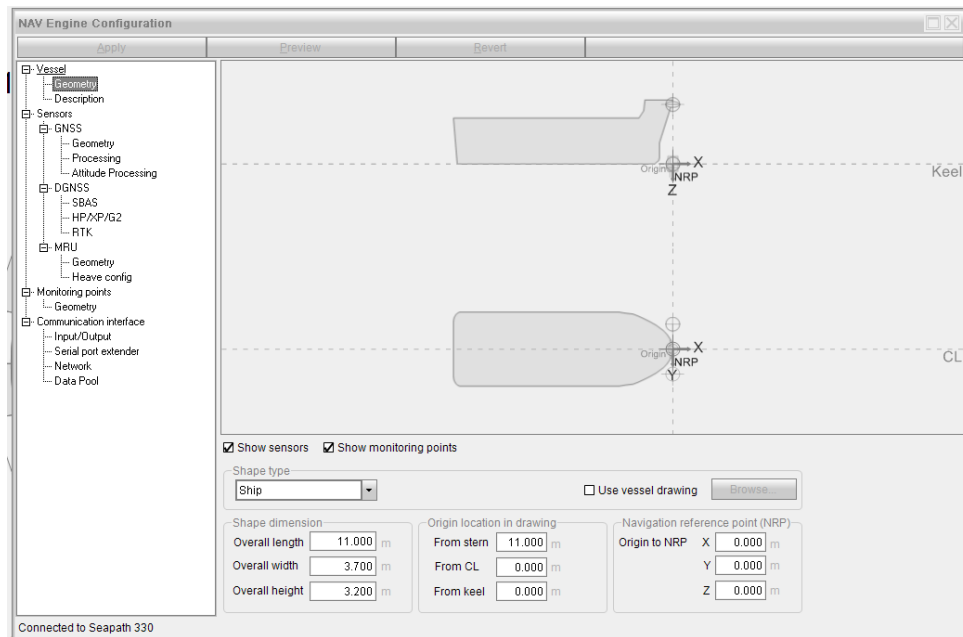 NAV Engine Configuration
Apply Preview Revert
Vessel
Geometry
Description
Sensors
GNSS
Geometry
Processing
Attitude Processing
DGNSS
SBAS
HP/XP/G2
RTK
MRU
Geometry
Heave config
Monitoring points
Geometry
Communication interface
Input/Output
Serial port extender
Network
Data Pool
X
Origin
NRP
Z
Keel
X
Origin
NRP
Y
CL
Show sensors Show monitoring points
Shape type
Ship Use vessel drawing Browse...
Shape dimension Origin location in drawing Navigation reference point (NRP)
Overall length 11.000 m From stern 11.000 m Origin to NRP X 0.000 m
Overall width 3.700 m From CL 0.000 m Y 0.000 m
Overall height 3.200 m From keel 0.000 m Z 0.000 m
Connected to Seapath 330